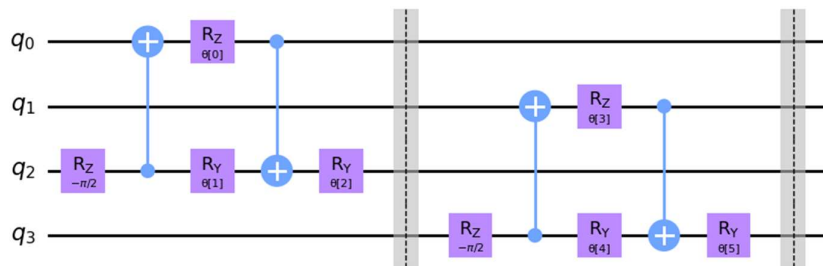 q0 RZ θ[0]
q1 RZ θ[3]
q2 RZ −π/2 RY θ[1] RY θ[2]
q3 RZ −π/2 RY θ[4] RY θ[5]